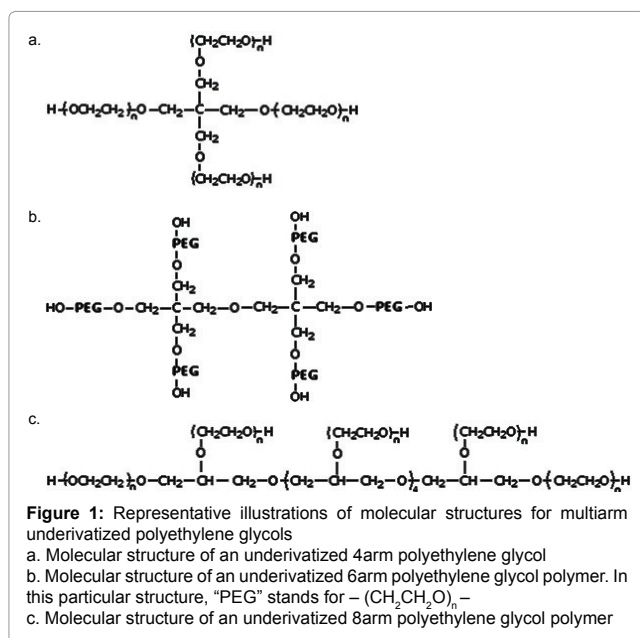 a.
{CH₂CH₂O}ₙH
O
CH₂
H{OCH₂CH₂}ₙO—CH₂—C—CH₂—O{CH₂CH₂O}ₙH
CH₂
O
{CH₂CH₂O}ₙH
b.
OH OH
PEG PEG
O O
CH₂ CH₂
HO—PEG—O—CH₂—C—CH₂—O—CH₂—C—CH₂—O—PEG—OH
CH₂ CH₂
O O
PEG PEG
OH OH
c.
{CH₂CH₂O}ₙH {CH₂CH₂O}ₙH {CH₂CH₂O}ₙH
O O O
H{OCH₂CH₂}ₙO—CH₂—CH—CH₂—O{CH₂—CH—CH₂—O}₄CH₂—CH—CH₂—O{CH₂CH₂O}ₙH
Figure 1: Representative illustrations of molecular structures for multiarm
underivatized polyethylene glycols
a. Molecular structure of an underivatized 4arm polyethylene glycol
b. Molecular structure of an underivatized 6arm polyethylene glycol polymer. In
this particular structure, “PEG” stands for – (CH₂CH₂O)ₙ –
c. Molecular structure of an underivatized 8arm polyethylene glycol polymer